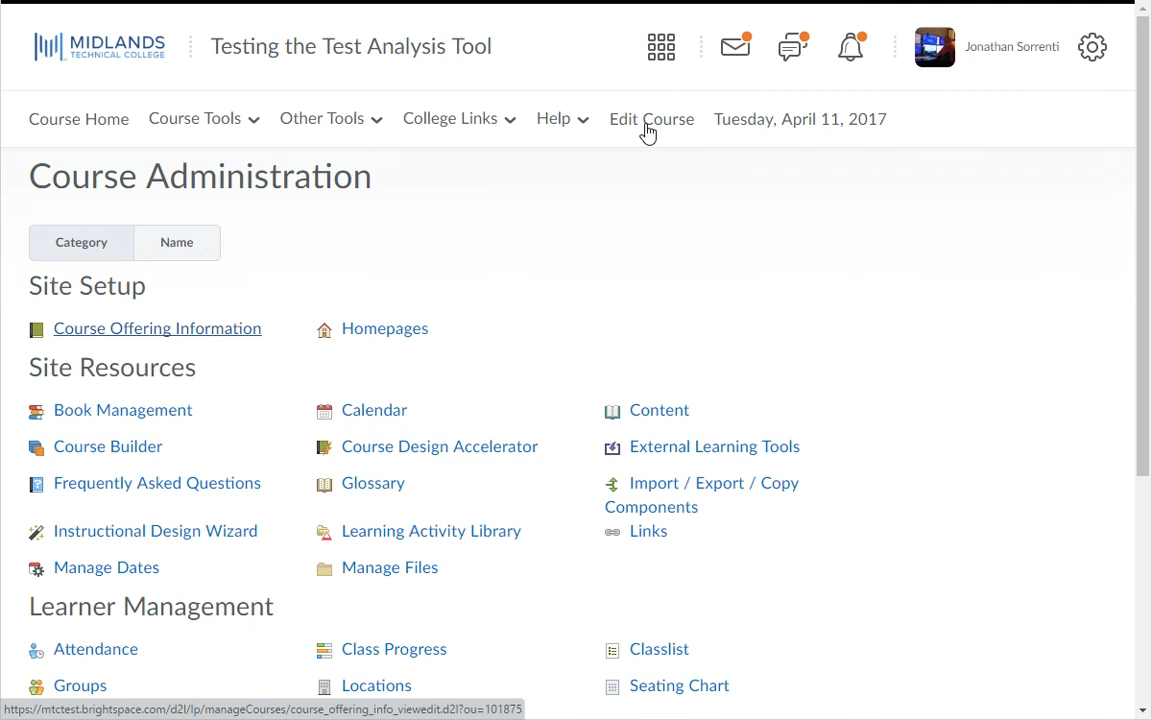 MIDLANDS
TECHNICAL COLLEGE
Testing the Test Analysis Tool
Jonathan Sorrenti
Course Home Course Tools Other Tools College Links Help Edit Course Tuesday, April 11, 2017
Course Administration
Category Name
Site Setup
Course Offering Information Homepages
Site Resources
Book Management Calendar Content
Course Builder Course Design Accelerator External Learning Tools
Frequently Asked Questions Glossary Import / Export / Copy
Components
Instructional Design Wizard Learning Activity Library Links
Manage Dates Manage Files
Learner Management
Attendance Class Progress Classlist
Groups Locations Seating Chart
https://mtctest.brightspace.com/d2l/lp/manageCourses/course_offering_info_viewedit.d2l?ou=101875